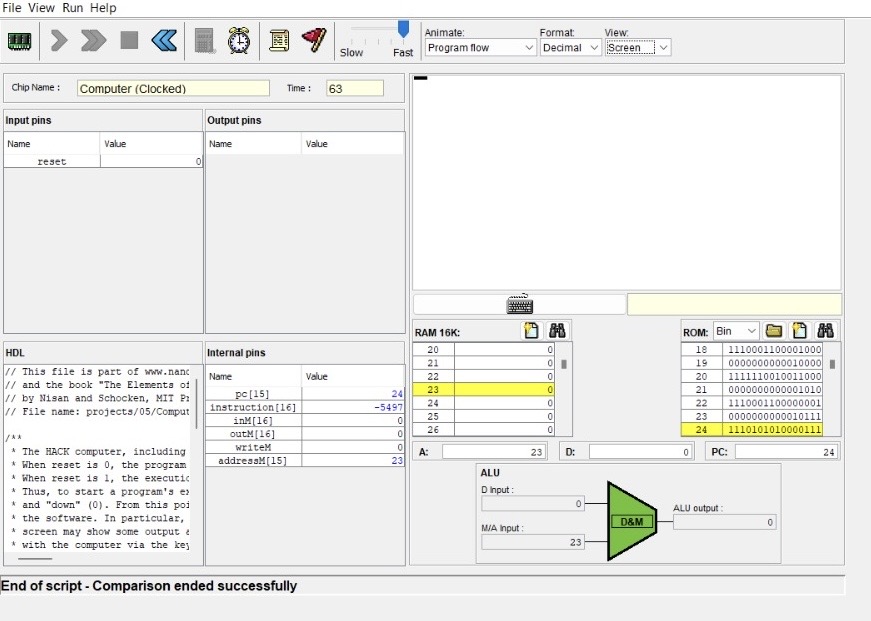 File View Run Help
Slow Fast
Animate: Format: View:
Program flow Decimal Screen
Chip Name : Computer (Clocked) Time : 63
Input pins
Name Value
reset 0
Output pins
Name Value
HDL
// This file is part of www.nand
// and the book "The Elements of
// by Nisan and Schocken, MIT Pr
// File name: projects/05/Comput
/**
* The HACK computer, including
* When reset is 0, the program
* When reset is 1, the executio
* Thus, to start a program's ex
* and "down" (0). From this poi
* the software. In particular,
* screen may show some output a
* with the computer via the key
Internal pins
Name Value
pc[15] 24
instruction[16] -5497
inM[16] 0
outM[16] 0
writeM 0
addressM[15] 23
RAM 16K:
20 0
21 0
22 0
23 0
24 0
25 0
26 0
ROM: Bin
18 1110001100001000
19 0000000000010000
20 1111110010011000
21 0000000000001010
22 1110001100000001
23 0000000000010111
24 1110101010000111
A: 23 D: 0 PC: 24
ALU
D Input : 0
M/A Input : 23
D&M
ALU output : 0
End of script - Comparison ended successfully